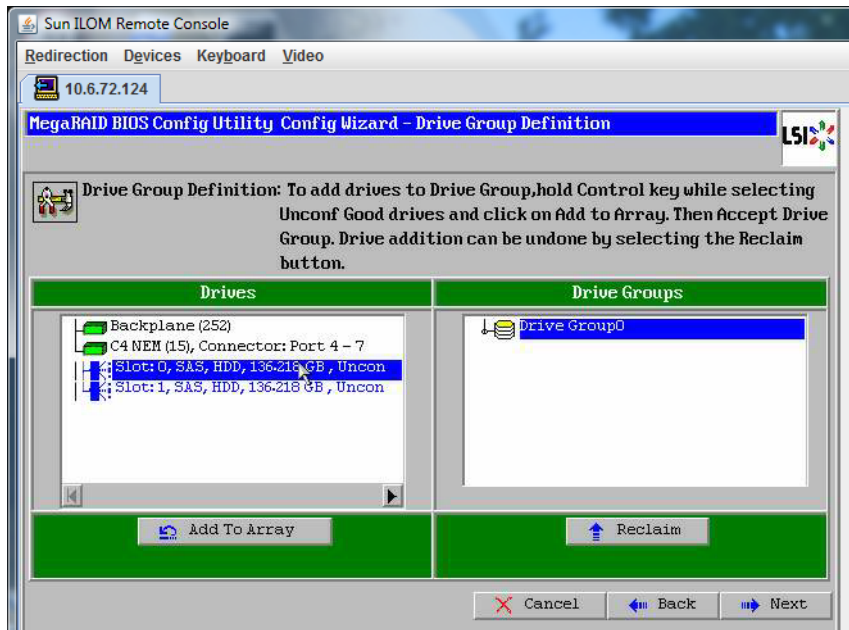 Sun ILOM Remote Console
Redirection Devices Keyboard Video
10.6.72.124
MegaRAID BIOS Config Utility Config Wizard - Drive Group Definition
LSI
Drive Group Definition: To add drives to Drive Group,hold Control key while selecting
Unconf Good drives and click on Add to Array. Then Accept Drive
Group. Drive addition can be undone by selecting the Reclaim
button.
Drives
Backplane (252)
C4 NEM (15), Connector: Port 4 - 7
Slot: 0, SAS, HDD, 136.218 GB , Uncon
Slot: 1, SAS, HDD, 136.218 GB , Uncon
Add To Array
Drive Groups
Drive Group0
Reclaim
Cancel Back Next